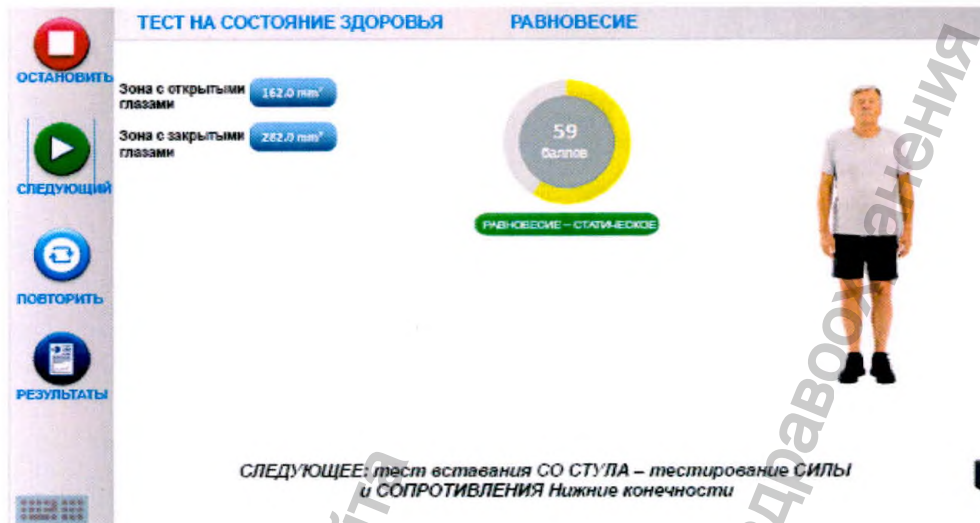 ТЕСТ НА СОСТОЯНИЕ ЗДОРОВЬЯ РАВНОВЕСИЕ
ОСТАНОВИТЬ
Зона с открытыми
глазами
162.0 mm²
Зона с закрытыми
глазами
282.0 mm²
59
баллов
РАВНОВЕСИЕ – СТАТИЧЕСКОЕ
СЛЕДУЮЩИЙ
ПОВТОРИТЬ
РЕЗУЛЬТАТЫ
СЛЕДУЮЩЕЕ: тест вставания СО СТУЛА – тестирование СИЛЫ
и СОПРОТИВЛЕНИЯ Нижние конечности